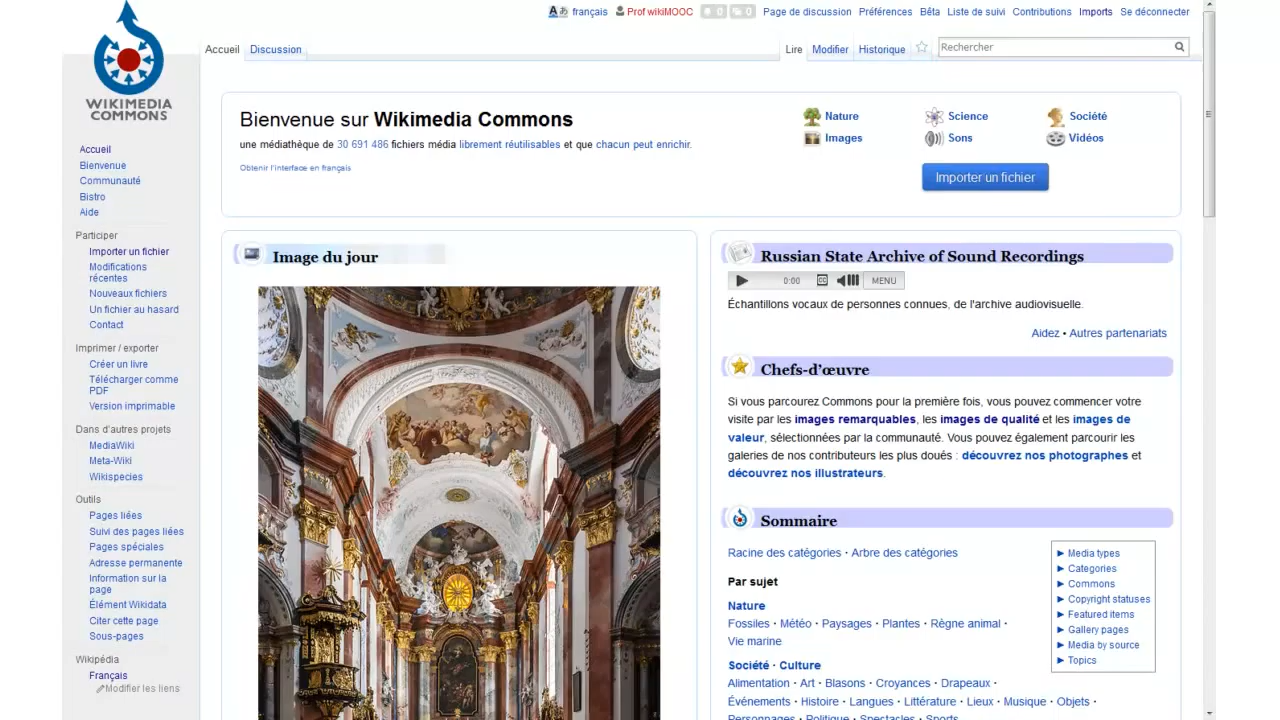 français Prof wikiMOOC 0 0 Page de discussion Préférences Bêta Liste de suivi Contributions Imports Se déconnecter
Accueil Discussion Lire Modifier Historique Rechercher
WIKIMEDIA
COMMONS
Accueil
Bienvenue
Communauté
Bistro
Aide
Participer
Importer un fichier
Modifications
récentes
Nouveaux fichiers
Un fichier au hasard
Contact
Imprimer / exporter
Créer un livre
Télécharger comme
PDF
Version imprimable
Dans d'autres projets
MediaWiki
Meta-Wiki
Wikispecies
Outils
Pages liées
Suivi des pages liées
Pages spéciales
Adresse permanente
Information sur la
page
Élément Wikidata
Citer cette page
Sous-pages
Wikipédia
Français
Modifier les liens
Bienvenue sur Wikimedia Commons
une médiathèque de 30 691 486 fichiers média librement réutilisables et que chacun peut enrichir.
Obtenir l'interface en français
Nature Science Société
Images Sons Vidéos
Importer un fichier
Image du jour
Russian State Archive of Sound Recordings
0:00 CC MENU
Échantillons vocaux de personnes connues, de l'archive audiovisuelle.
Aidez • Autres partenariats
Chefs-d'œuvre
Si vous parcourez Commons pour la première fois, vous pouvez commencer votre
visite par les images remarquables, les images de qualité et les images de
valeur, sélectionnées par la communauté. Vous pouvez également parcourir les
galeries de nos contributeurs les plus doués : découvrez nos photographes et
découvrez nos illustrateurs.
Sommaire
Racine des catégories · Arbre des catégories
Par sujet
Nature
Fossiles · Météo · Paysages · Plantes · Règne animal ·
Vie marine
Société · Culture
Alimentation · Art · Blasons · Croyances · Drapeaux ·
Événements · Histoire · Langues · Littérature · Lieux · Musique · Objets ·
Personnages · Politique · Spectacles · Sports
► Media types
► Categories
► Commons
► Copyright statuses
► Featured items
► Gallery pages
► Media by source
► Topics